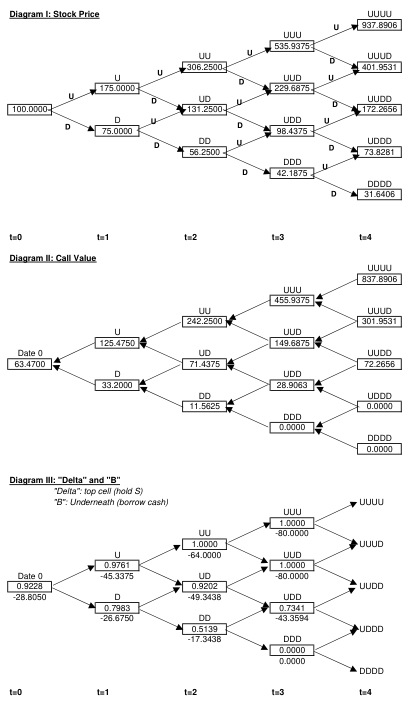 Diagram I: Stock Price
UUUU
937.8906
UUU
535.9375
U
UU
306.2500
U
D
UUUD
401.9531
U
175.0000
U
UUD
229.6875
U
D
U
D
UD
131.2500
U
D
UUDD
172.2656
100.0000
D
U
UDD
98.4375
U
D
D
75.0000
D
DD
56.2500
U
D
UDDD
73.8281
DDD
42.1875
U
D
D
DDDD
31.6406
t=0 t=1 t=2 t=3 t=4
Diagram II: Call Value
UUUU
837.8906
UUU
455.9375
UU
242.2500
UUUD
301.9531
U
125.4750
UUD
149.6875
Date 0
63.4700
UD
71.4375
UUDD
72.2656
D
33.2000
UDD
28.9063
DD
11.5625
UDDD
0.0000
DDD
0.0000
DDDD
0.0000
Diagram III: "Delta" and "B"
"Delta": top cell (hold S)
"B": Underneath (borrow cash)
UUUU
UUU
1.0000
-80.0000
UU
1.0000
-64.0000
UUUD
U
0.9761
-45.3375
UUD
1.0000
-80.0000
Date 0
0.9228
-28.8050
UD
0.9202
-49.3438
UUDD
D
0.7983
-26.6750
UDD
0.7341
-43.3594
DD
0.5139
-17.3438
UDDD
DDD
0.0000
0.0000
DDDD
t=0 t=1 t=2 t=3 t=4